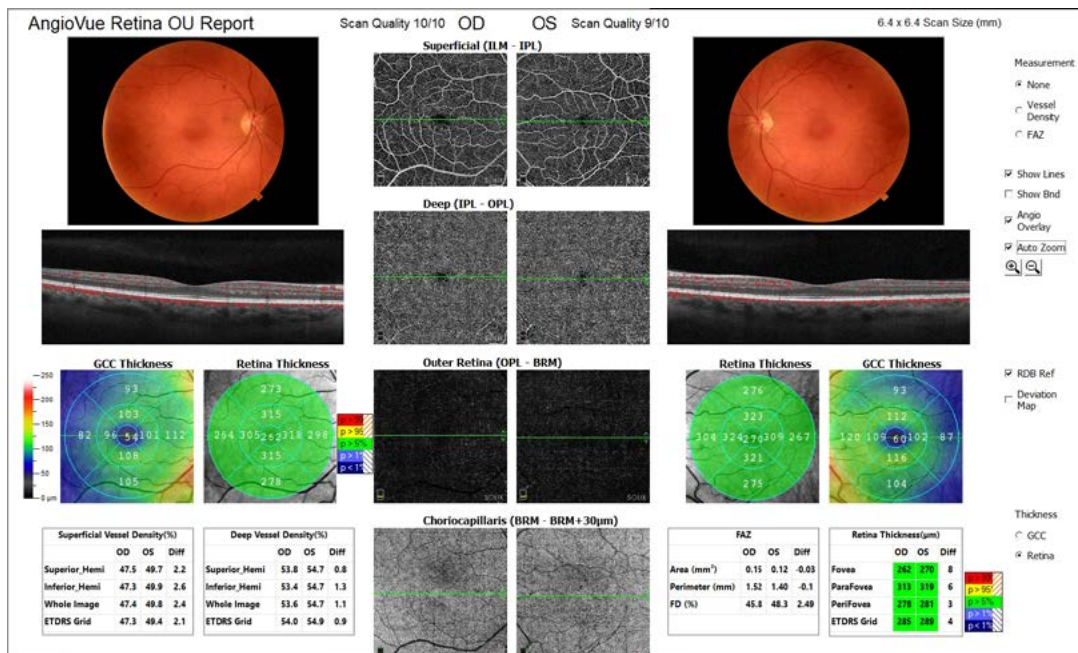 AngioVue Retina OU Report
Scan Quality 10/10 OD OS Scan Quality 9/10
6.4 x 6.4 Scan Size (mm)
Superficial (ILM - IPL)
Deep (IPL - OPL)
Outer Retina (OPL - BRM)
Choriocapillaris (BRM - BRM+30µm)
Measurement
None
Vessel Density
FAZ
Show Lines
Show Bnd
Angio Overlay
Auto Zoom
RDB Ref
Deviation Map
Thickness
GCC
Retina
GCC Thickness
250
200
150
100
50
0 µm
93
103
82 96 54 101 112
108
105
Retina Thickness
273
315
264 305 262 318 298
315
278
p > 5%
p > 1%
p < 1%
SOLIX
Retina Thickness
276
323
304 324 270 309 267
321
275
GCC Thickness
93
112
120 109 60 102 87
116
104
Superficial Vessel Density(%)
OD OS Diff
Superior_Hemi 47.5 49.7 2.2
Inferior_Hemi 47.3 49.9 2.6
Whole Image 47.4 49.8 2.4
ETDRS Grid 47.3 49.4 2.1
Deep Vessel Density(%)
OD OS Diff
Superior_Hemi 53.8 54.7 0.8
Inferior_Hemi 53.4 54.7 1.3
Whole Image 53.6 54.7 1.1
ETDRS Grid 54.0 54.9 0.9
FAZ
OD OS Diff
Area (mm²) 0.15 0.12 -0.03
Perimeter (mm) 1.52 1.40 -0.1
FD (%) 45.8 48.3 2.49
Retina Thickness(µm)
OD OS Diff
Fovea 262 270 8
ParaFovea 313 319 6
PeriFovea 278 281 3
ETDRS Grid 285 289 4
p > 5%
p > 1%
p < 1%